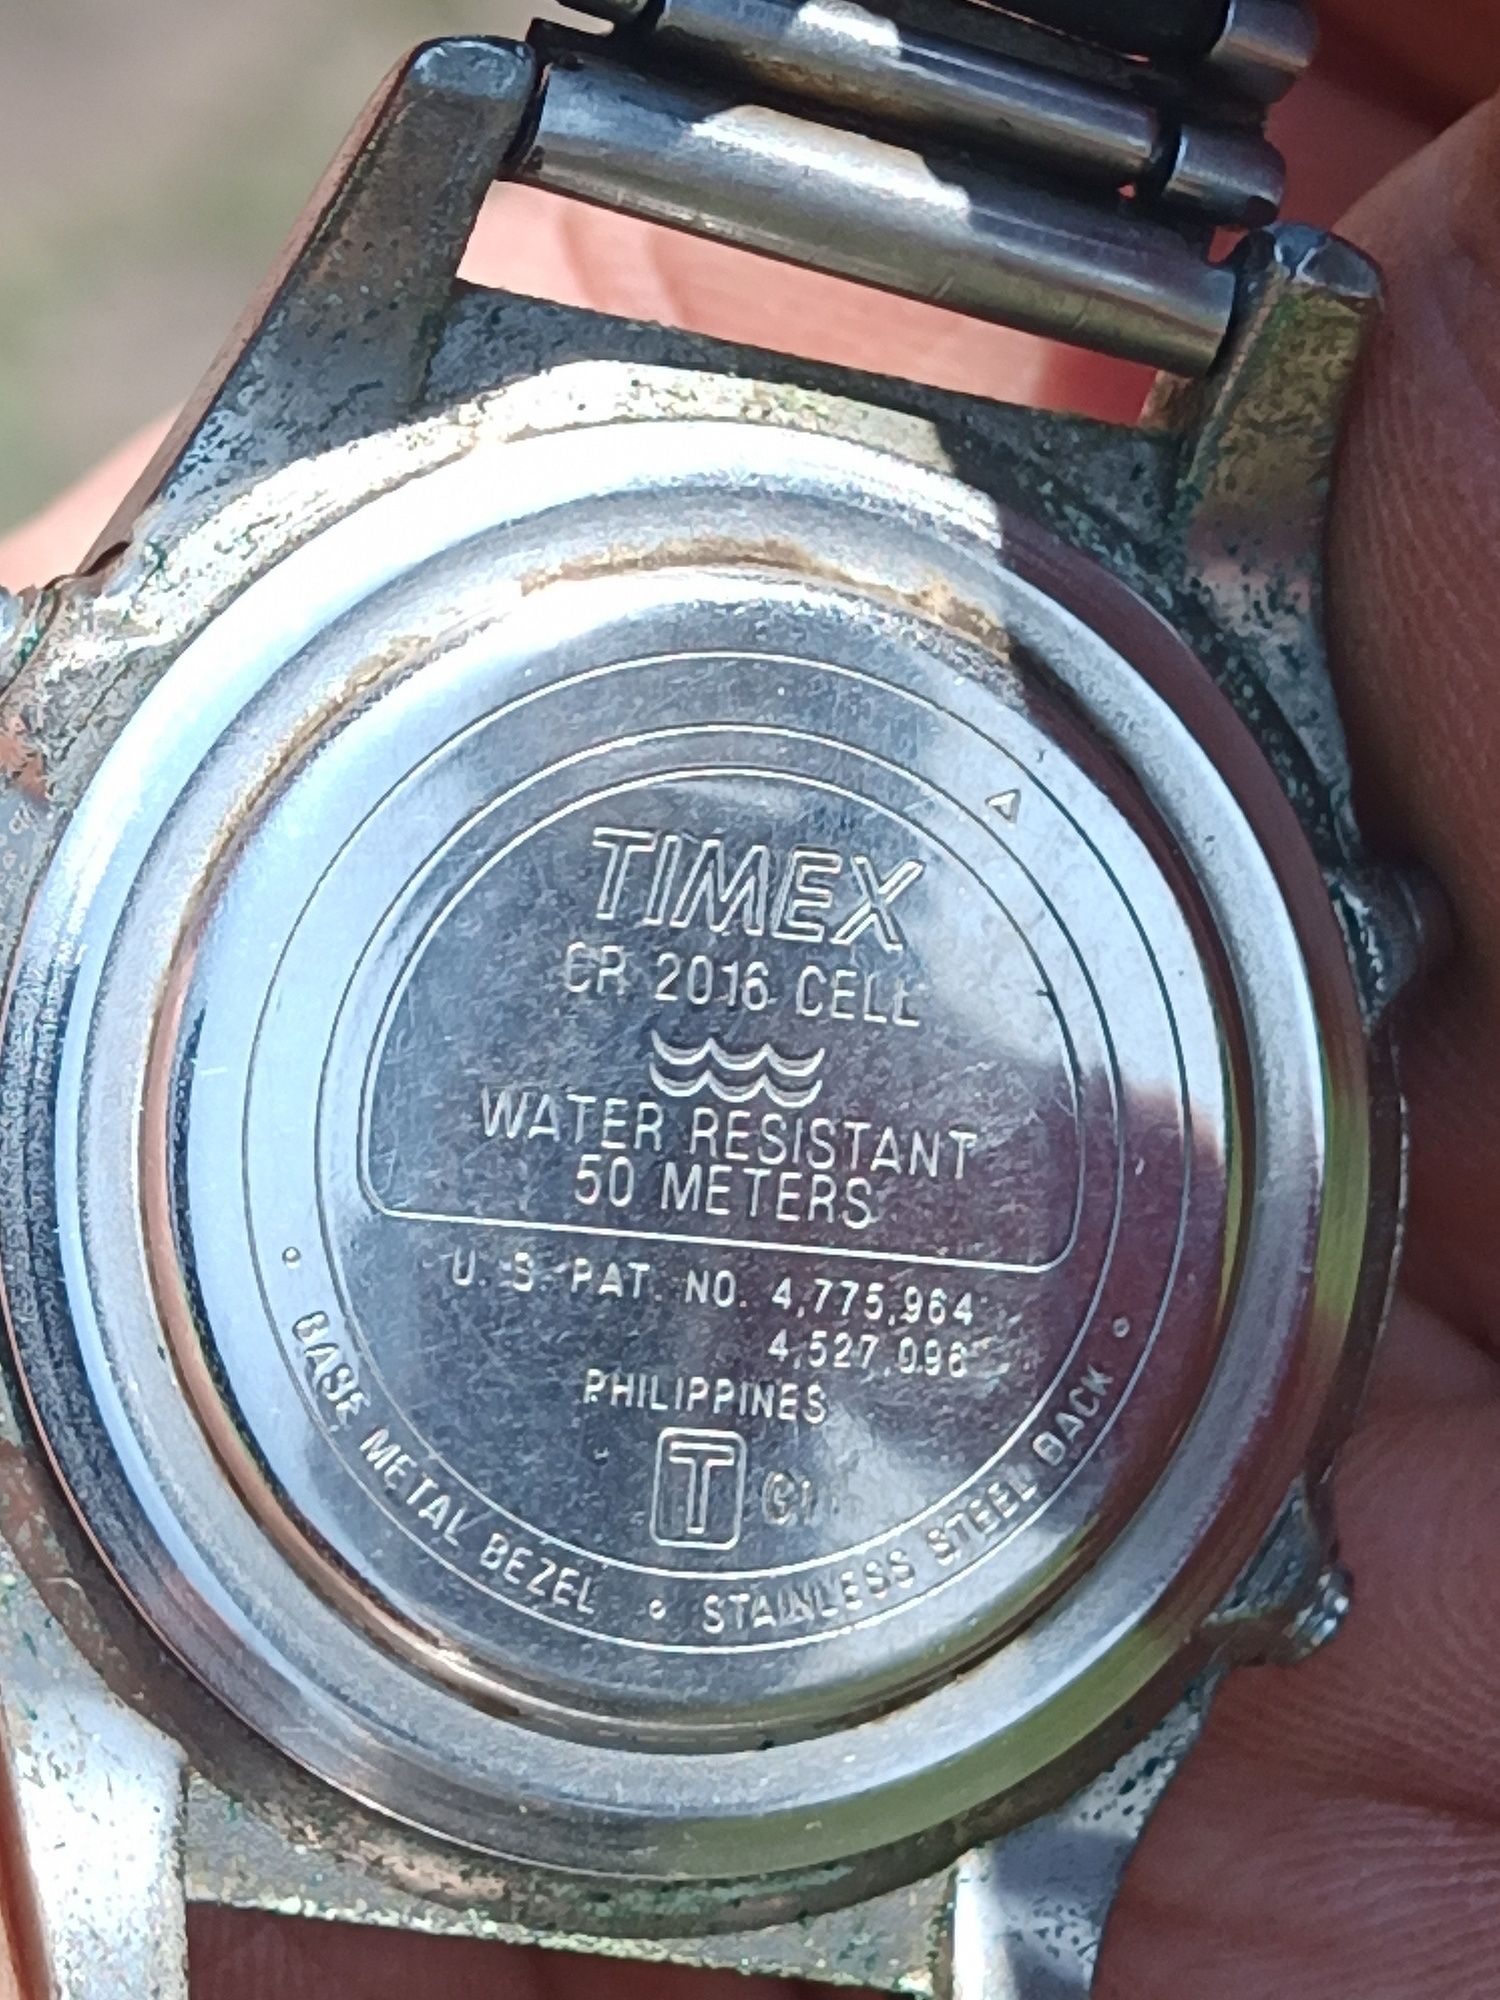 TIMEX
CR 2016 CELL
WATER RESISTANT
50 METERS
U. S. PAT. NO. 4,775,964
4,527,096
PHILIPPINES
T
BASE METAL BEZEL • STAINLESS STEEL BACK